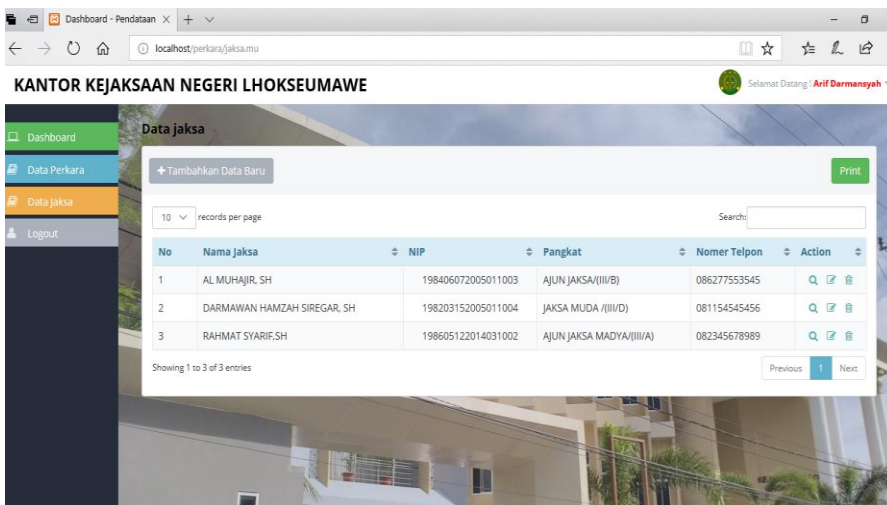 Dashboard - Pendataan
localhost/perkara/jaksa.mu
KANTOR KEJAKSAAN NEGERI LHOKSEUMAWE
Selamat Datang ! Arif Darmansyah
Dashboard
Data Perkara
Data Jaksa
Logout
Data jaksa
+ Tambahkan Data Baru
Print
10 records per page
Search:
No Nama Jaksa NIP Pangkat Nomer Telpon Action
1 AL MUHAJIR, SH 198406072005011003 AJUN JAKSA/(III/B) 086277553545
2 DARMAWAN HAMZAH SIREGAR, SH 198203152005011004 JAKSA MUDA /(III/D) 081154545456
3 RAHMAT SYARIF,SH 198605122014031002 AJUN JAKSA MADYA/(III/A) 082345678989
Showing 1 to 3 of 3 entries
Previous 1 Next